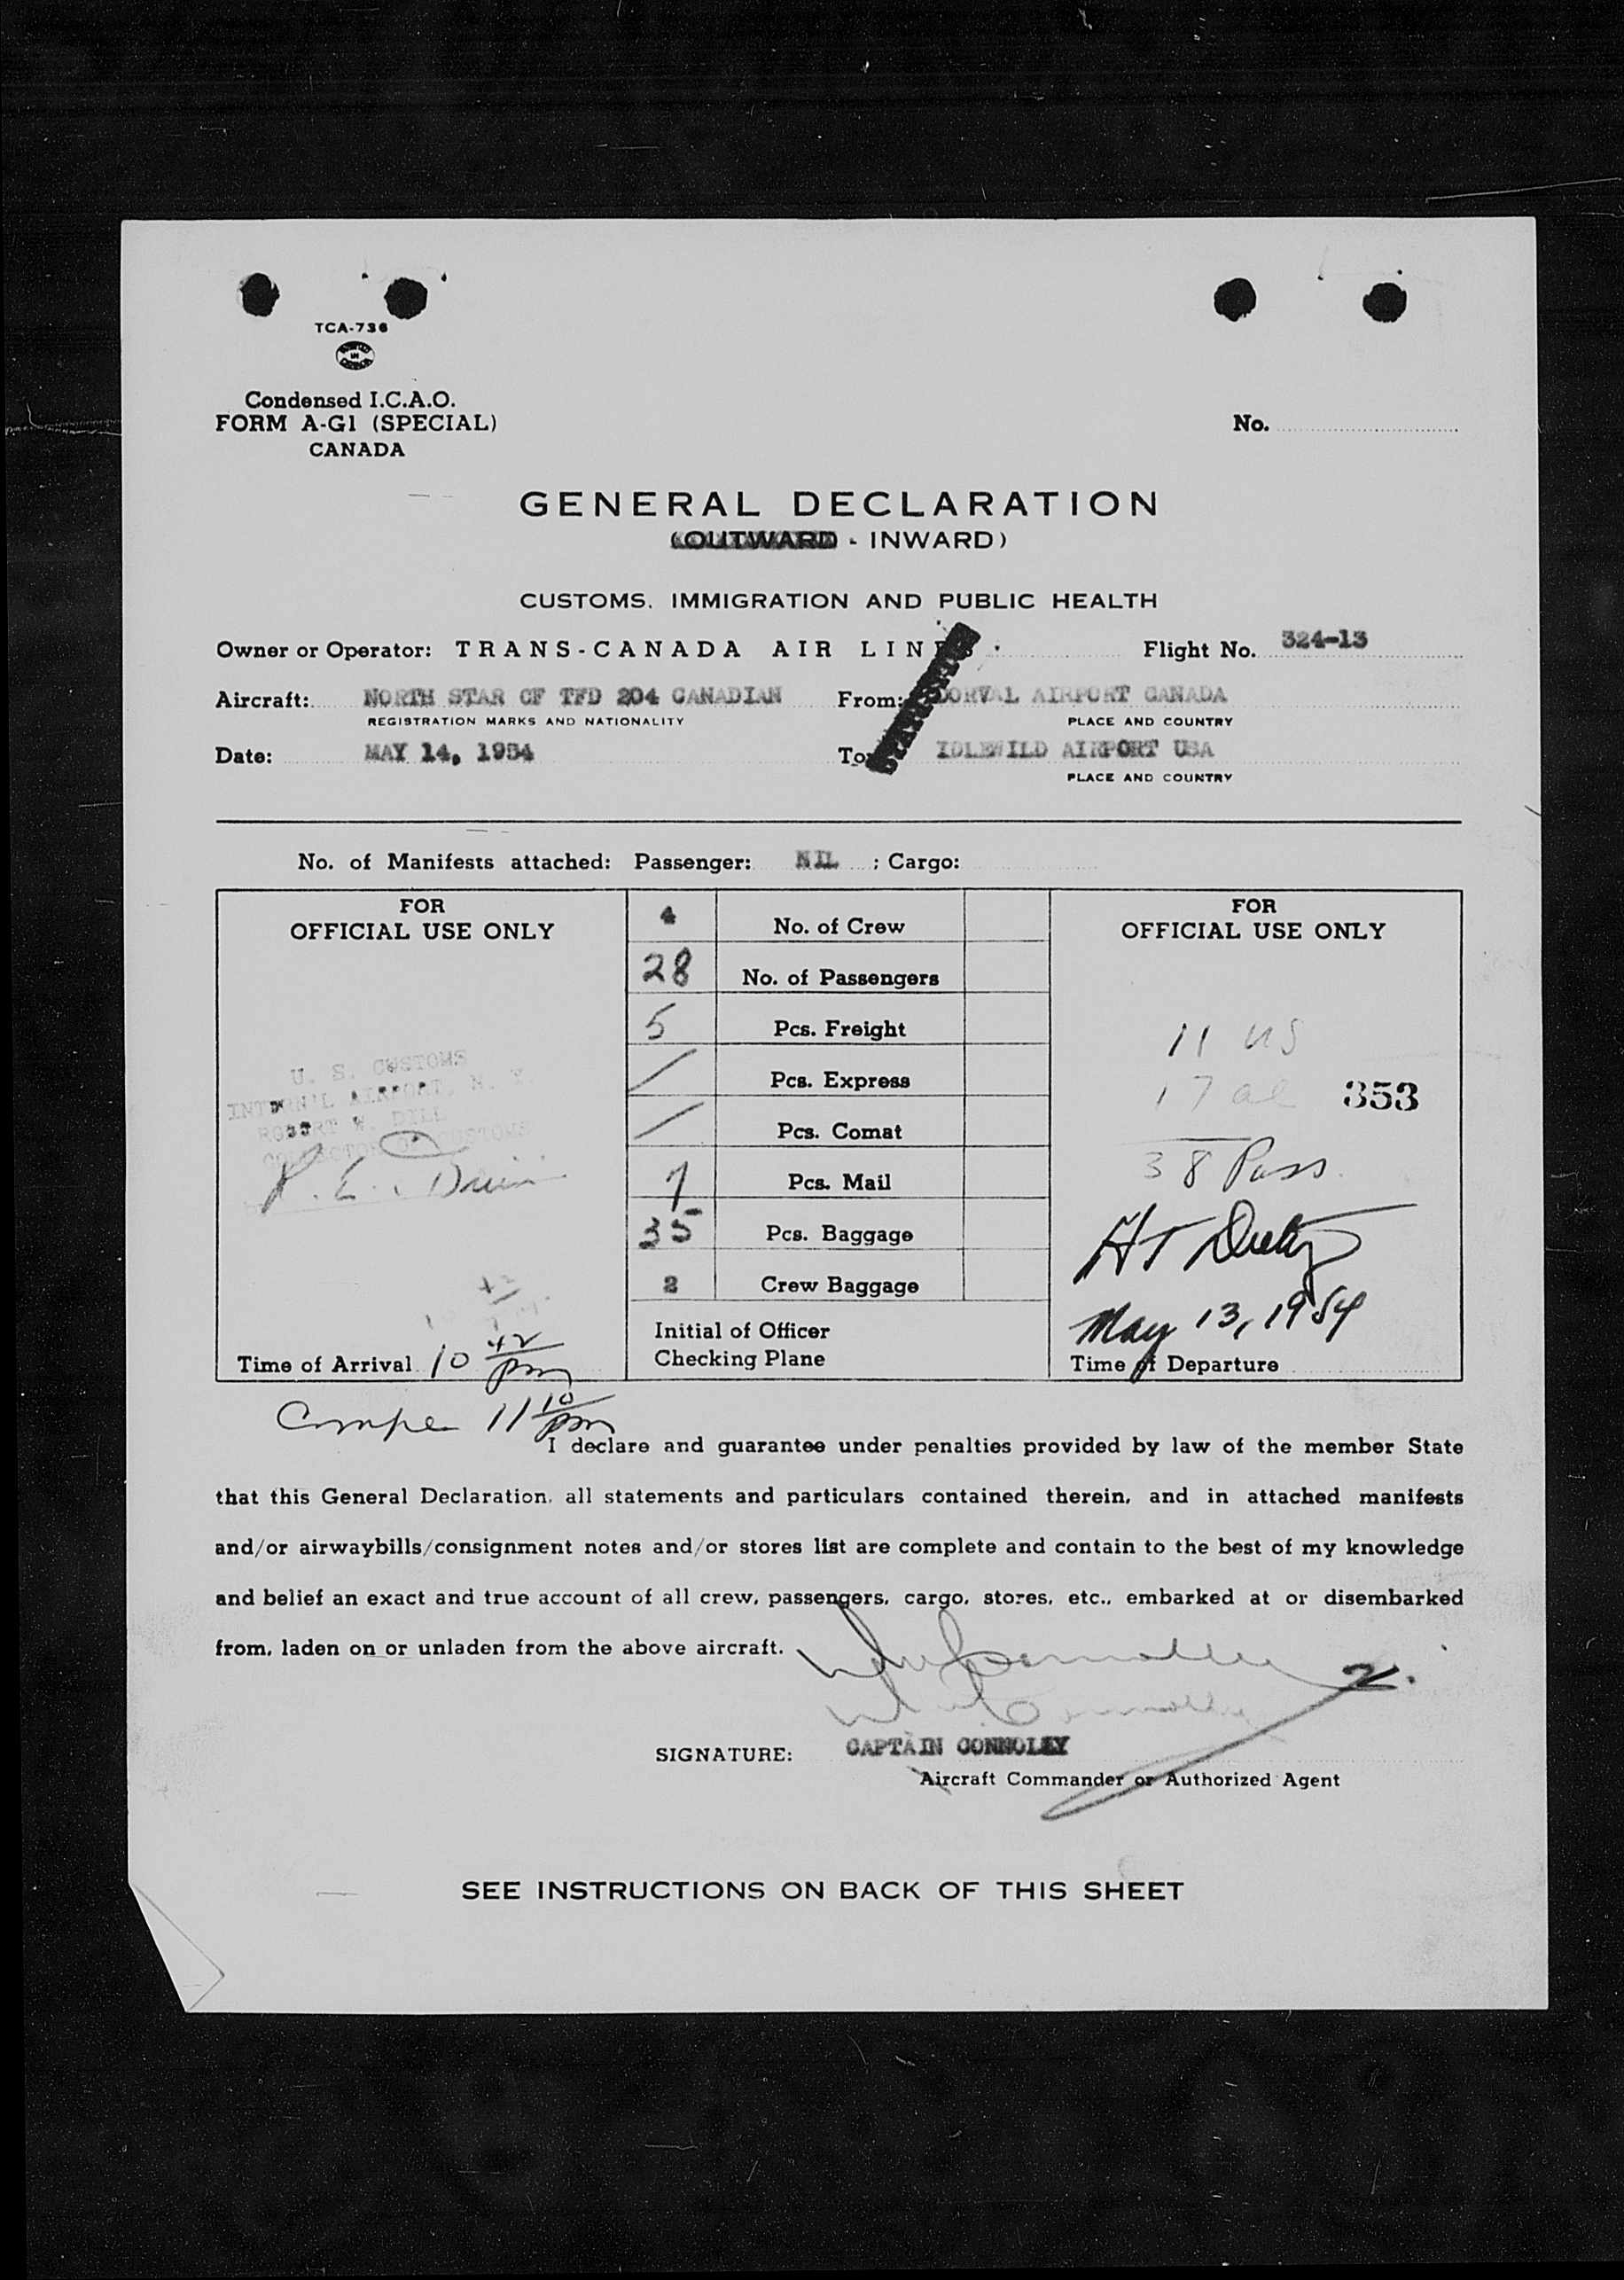 TCA-736
Condensed I.C.A.O.
FORM A-G1 (SPECIAL)
CANADA
No.
GENERAL DECLARATION
(OUTWARD - INWARD)
CUSTOMS, IMMIGRATION AND PUBLIC HEALTH
Owner or Operator: TRANS-CANADA AIR LINES Flight No. 324-13
Aircraft: NORTH STAR CF TFD 204 CANADIAN From: DORVAL AIRPORT CANADA
REGISTRATION MARKS AND NATIONALITY PLACE AND COUNTRY
Date: MAY 14, 1954 To: IDLEWILD AIRPORT USA
PLACE AND COUNTRY
No. of Manifests attached: Passenger: NIL ; Cargo:
FOR
OFFICIAL USE ONLY
U. S. CUSTOMS
INTERN'L AIRPORT, N. Y.
ROBERT W. DILL
COLLECTOR OF CUSTOMS
Time of Arrival 10 42 pm
4 No. of Crew
28 No. of Passengers
5 Pcs. Freight
/ Pcs. Express
/ Pcs. Comat
7 Pcs. Mail
35 Pcs. Baggage
2 Crew Baggage
Initial of Officer
Checking Plane
FOR
OFFICIAL USE ONLY
11 US
17 al 353
38 Pass.
May 13, 1954
Time of Departure
11 10 pm
I declare and guarantee under penalties provided by law of the member State
that this General Declaration, all statements and particulars contained therein, and in attached manifests
and/or airwaybills/consignment notes and/or stores list are complete and contain to the best of my knowledge
and belief an exact and true account of all crew, passengers, cargo, stores, etc., embarked at or disembarked
from, laden on or unladen from the above aircraft.
SIGNATURE: CAPTAIN CONNOLLY
Aircraft Commander or Authorized Agent
SEE INSTRUCTIONS ON BACK OF THIS SHEET